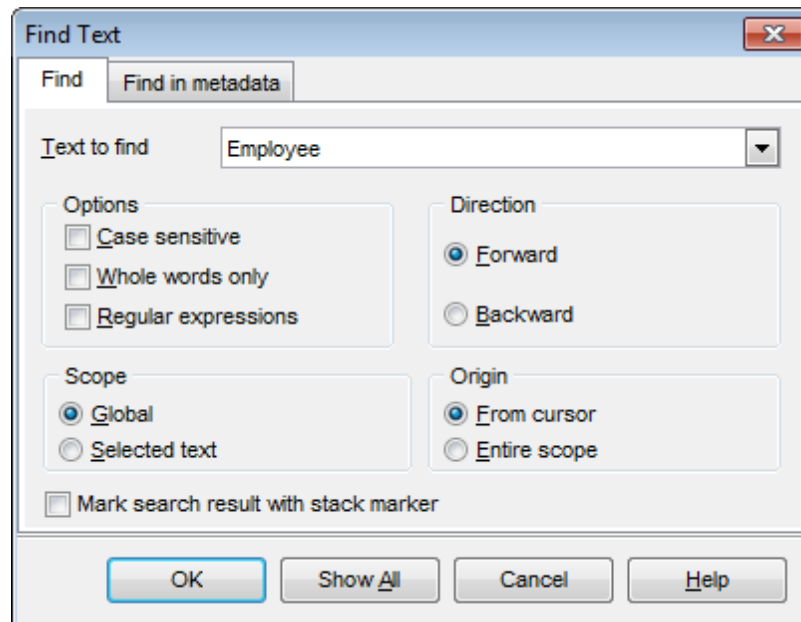 Find Text
Find Find in metadata
Text to find Employee
Options
Case sensitive
Whole words only
Regular expressions
Direction
Forward
Backward
Scope
Global
Selected text
Origin
From cursor
Entire scope
Mark search result with stack marker
OK Show All Cancel Help